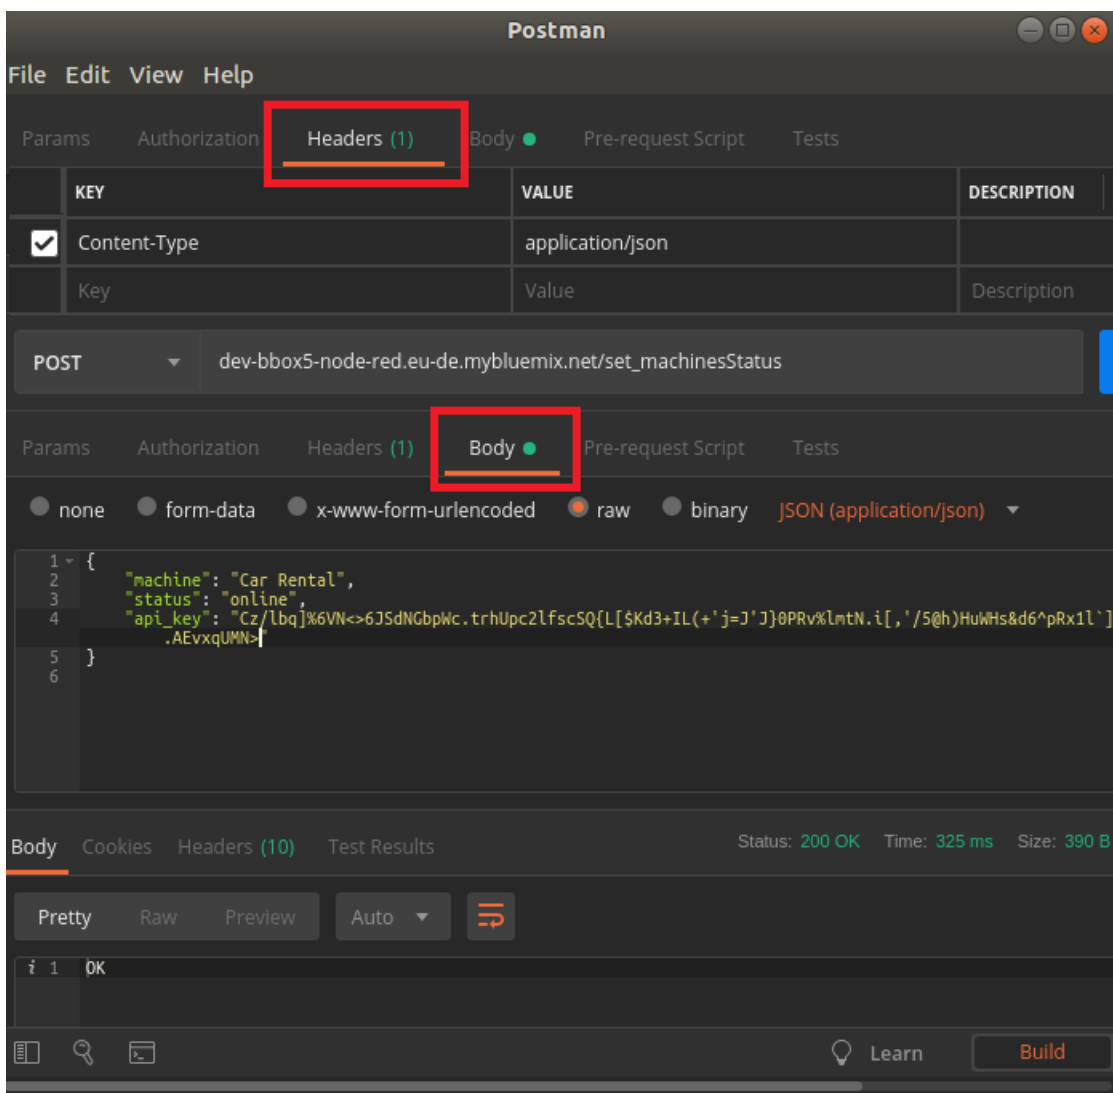 Postman
File Edit View Help
Params Authorization Headers (1) Body Pre-request Script Tests
KEY VALUE DESCRIPTION
Content-Type application/json
Key Value Description
POST dev-bbox5-node-red.eu-de.mybluemix.net/set_machinesStatus
Params Authorization Headers (1) Body Pre-request Script Tests
none form-data x-www-form-urlencoded raw binary JSON (application/json)
1 {
2 "machine": "Car Rental",
3 "status": "online",
4 "api_key": "Cz/lbq]%6VN<>6JSdNGbpWc.trhUpc2lfscSQ{L[$Kd3+IL(+'j=J'J}0PRv%lmtN.i[,'/5@h)HuWHs&d6^pRx1l`]
.AEvxqUMN>"
5 }
6
Body Cookies Headers (10) Test Results Status: 200 OK Time: 325 ms Size: 390 B
Pretty Raw Preview Auto
i 1 OK
Learn Build